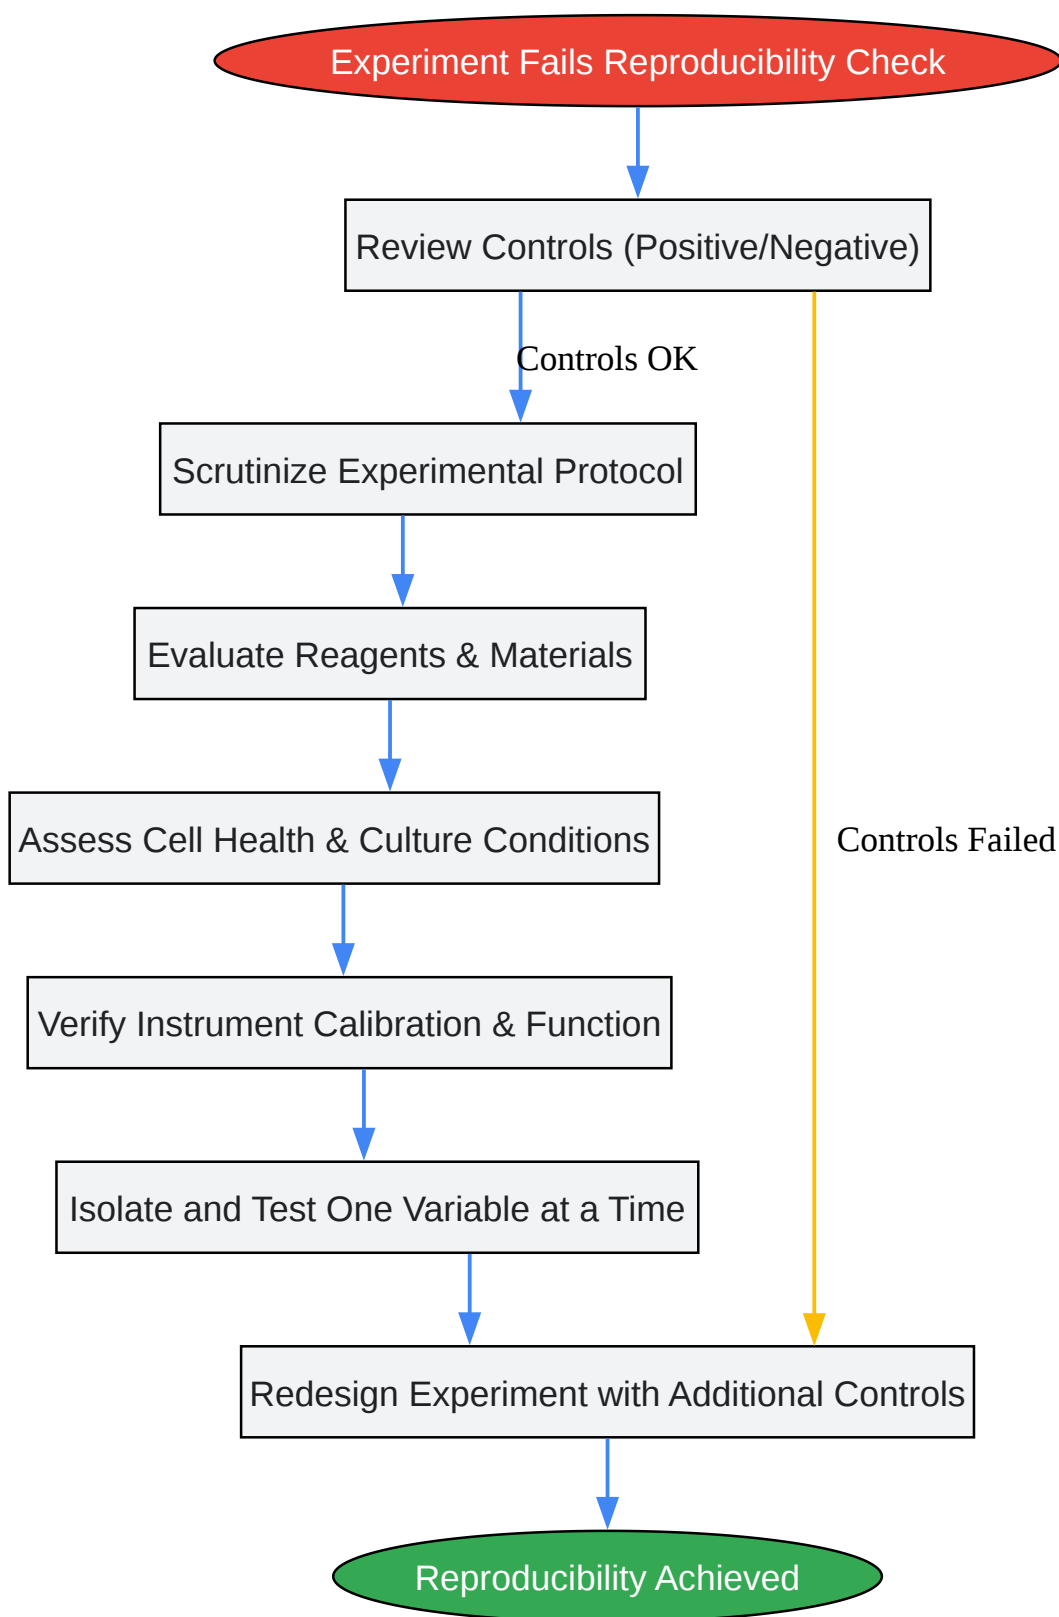 Experiment Fails Reproducibility Check
Review Controls (Positive/Negative)
Controls OK
Scrutinize Experimental Protocol
Evaluate Reagents & Materials
Assess Cell Health & Culture Conditions
Controls Failed
Verify Instrument Calibration & Function
Isolate and Test One Variable at a Time
Redesign Experiment with Additional Controls
Reproducibility Achieved